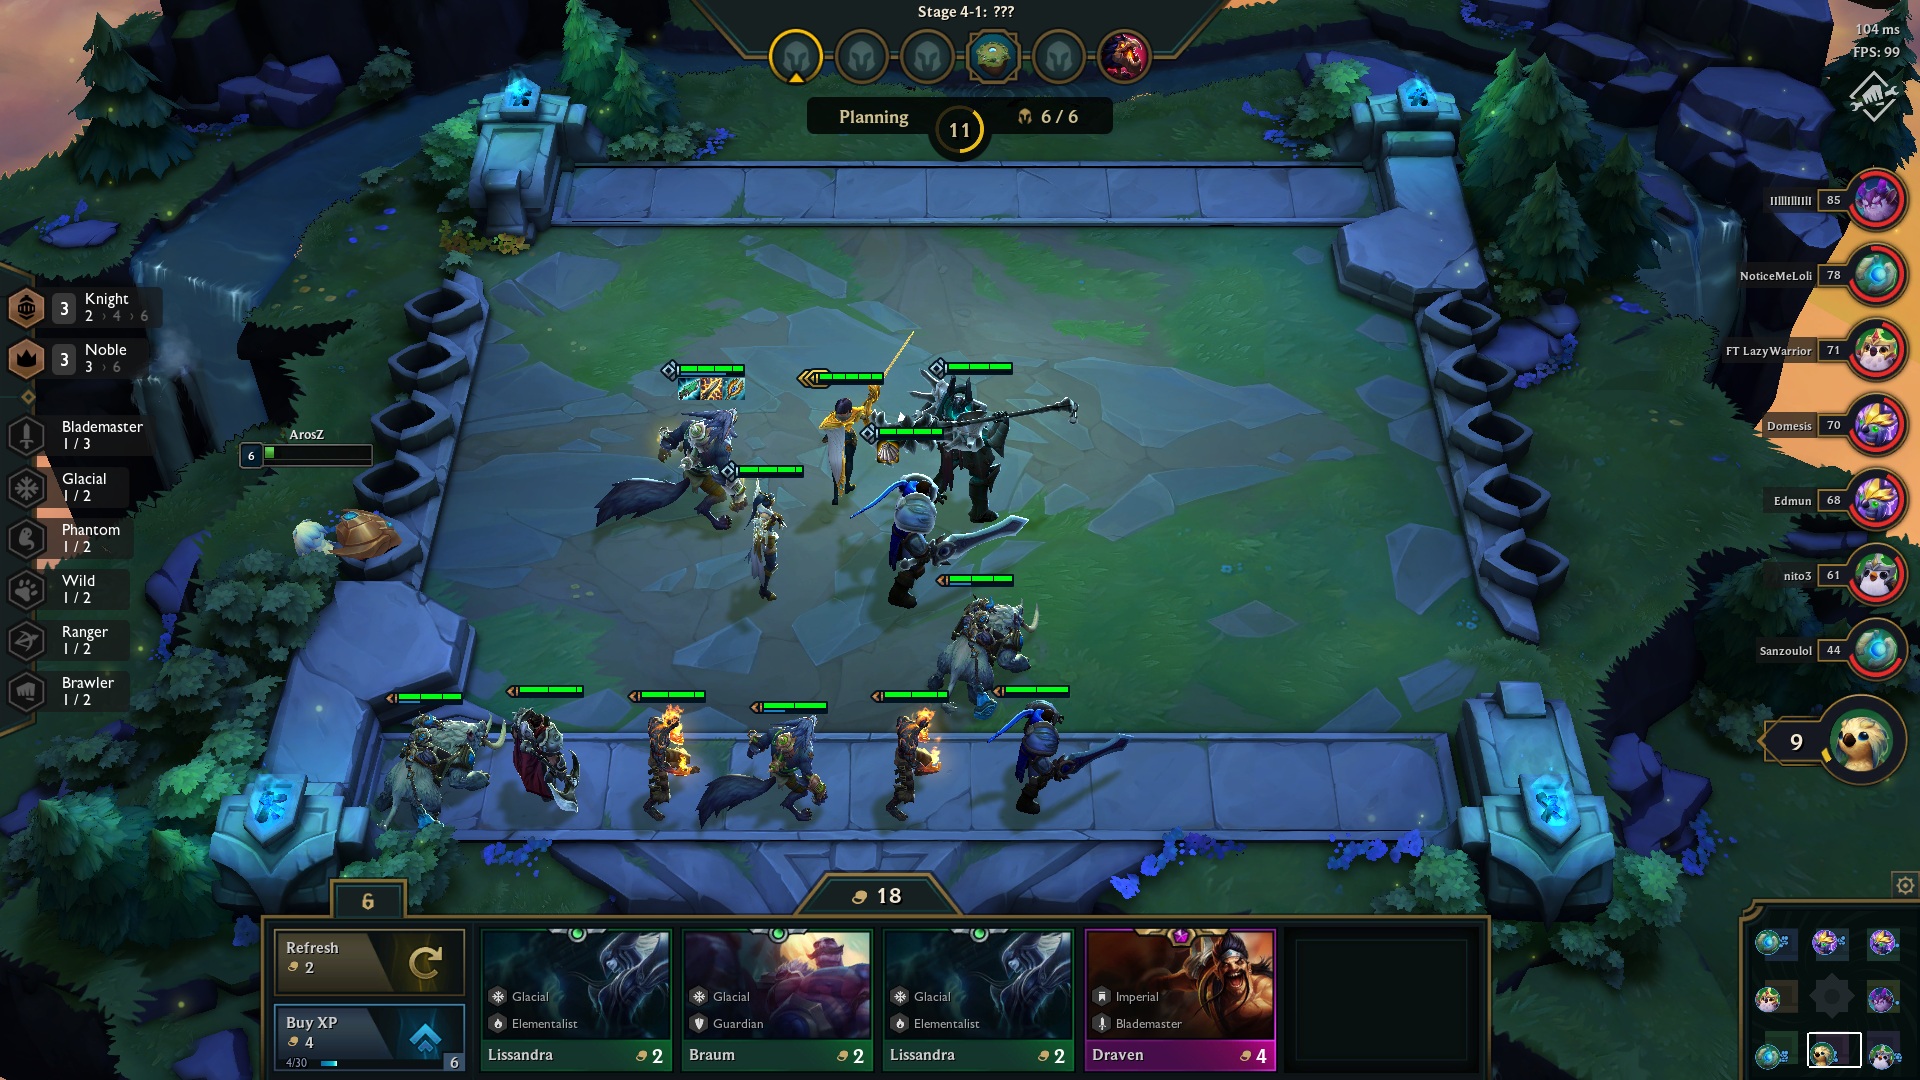 Stage 4-1: ???
104 ms
FPS: 99
Planning
11
6 / 6
IIIIIIIIIIII 85
NoticeMeLoli 78
FT LazyWarrior 71
Domesis 70
Edmun 68
nito3 61
Sanzoulol 44
9
3 Knight
2 › 4 › 6
3 Noble
3 › 6
Blademaster
1 / 3
Glacial
1 / 2
Phantom
1 / 2
Wild
1 / 2
Ranger
1 / 2
Brawler
1 / 2
ArosZ
6
6
18
Refresh
2
Buy XP
4
4/30
6
Glacial
Elementalist
Lissandra 2
Glacial
Guardian
Braum 2
Glacial
Elementalist
Lissandra 2
Imperial
Blademaster
Draven 4